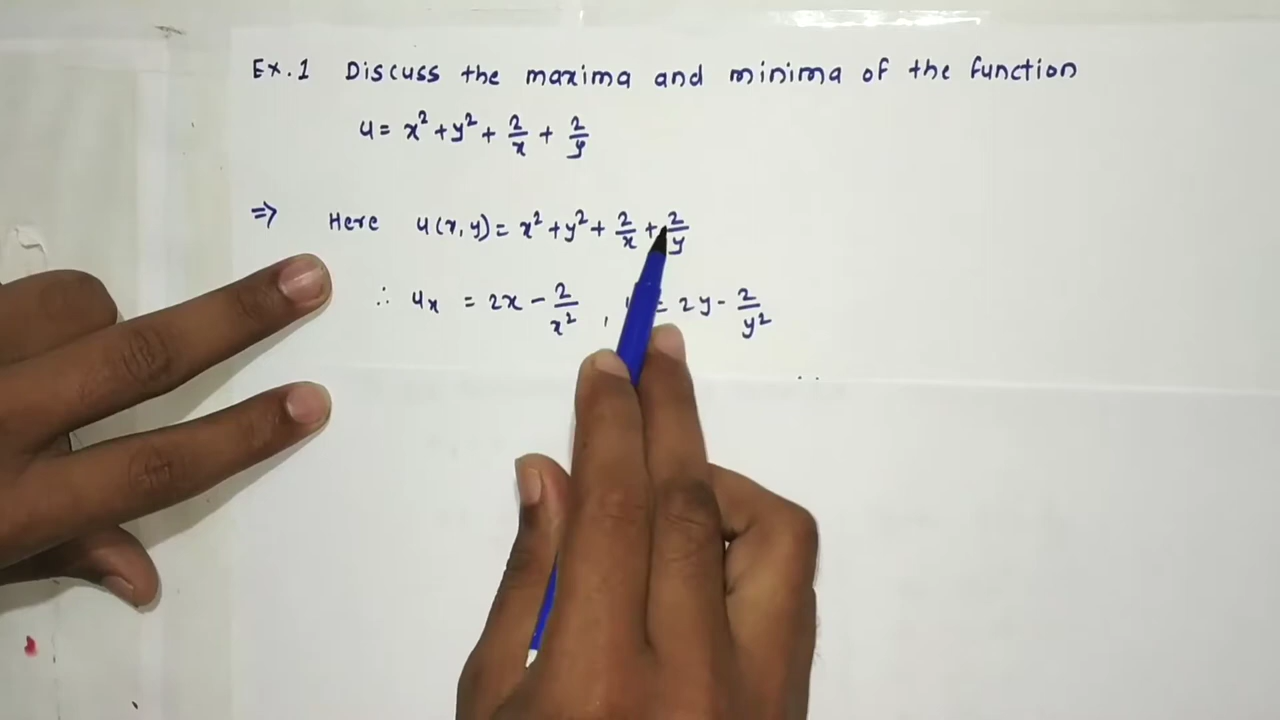 Ex.1 Discuss the maxima and minima of the function
u = x² + y² + 2/x + 2/y
⇒ Here u(x,y) = x² + y² + 2/x + 2/y
∴ ux = 2x - 2/x² , = 2y - 2/y²